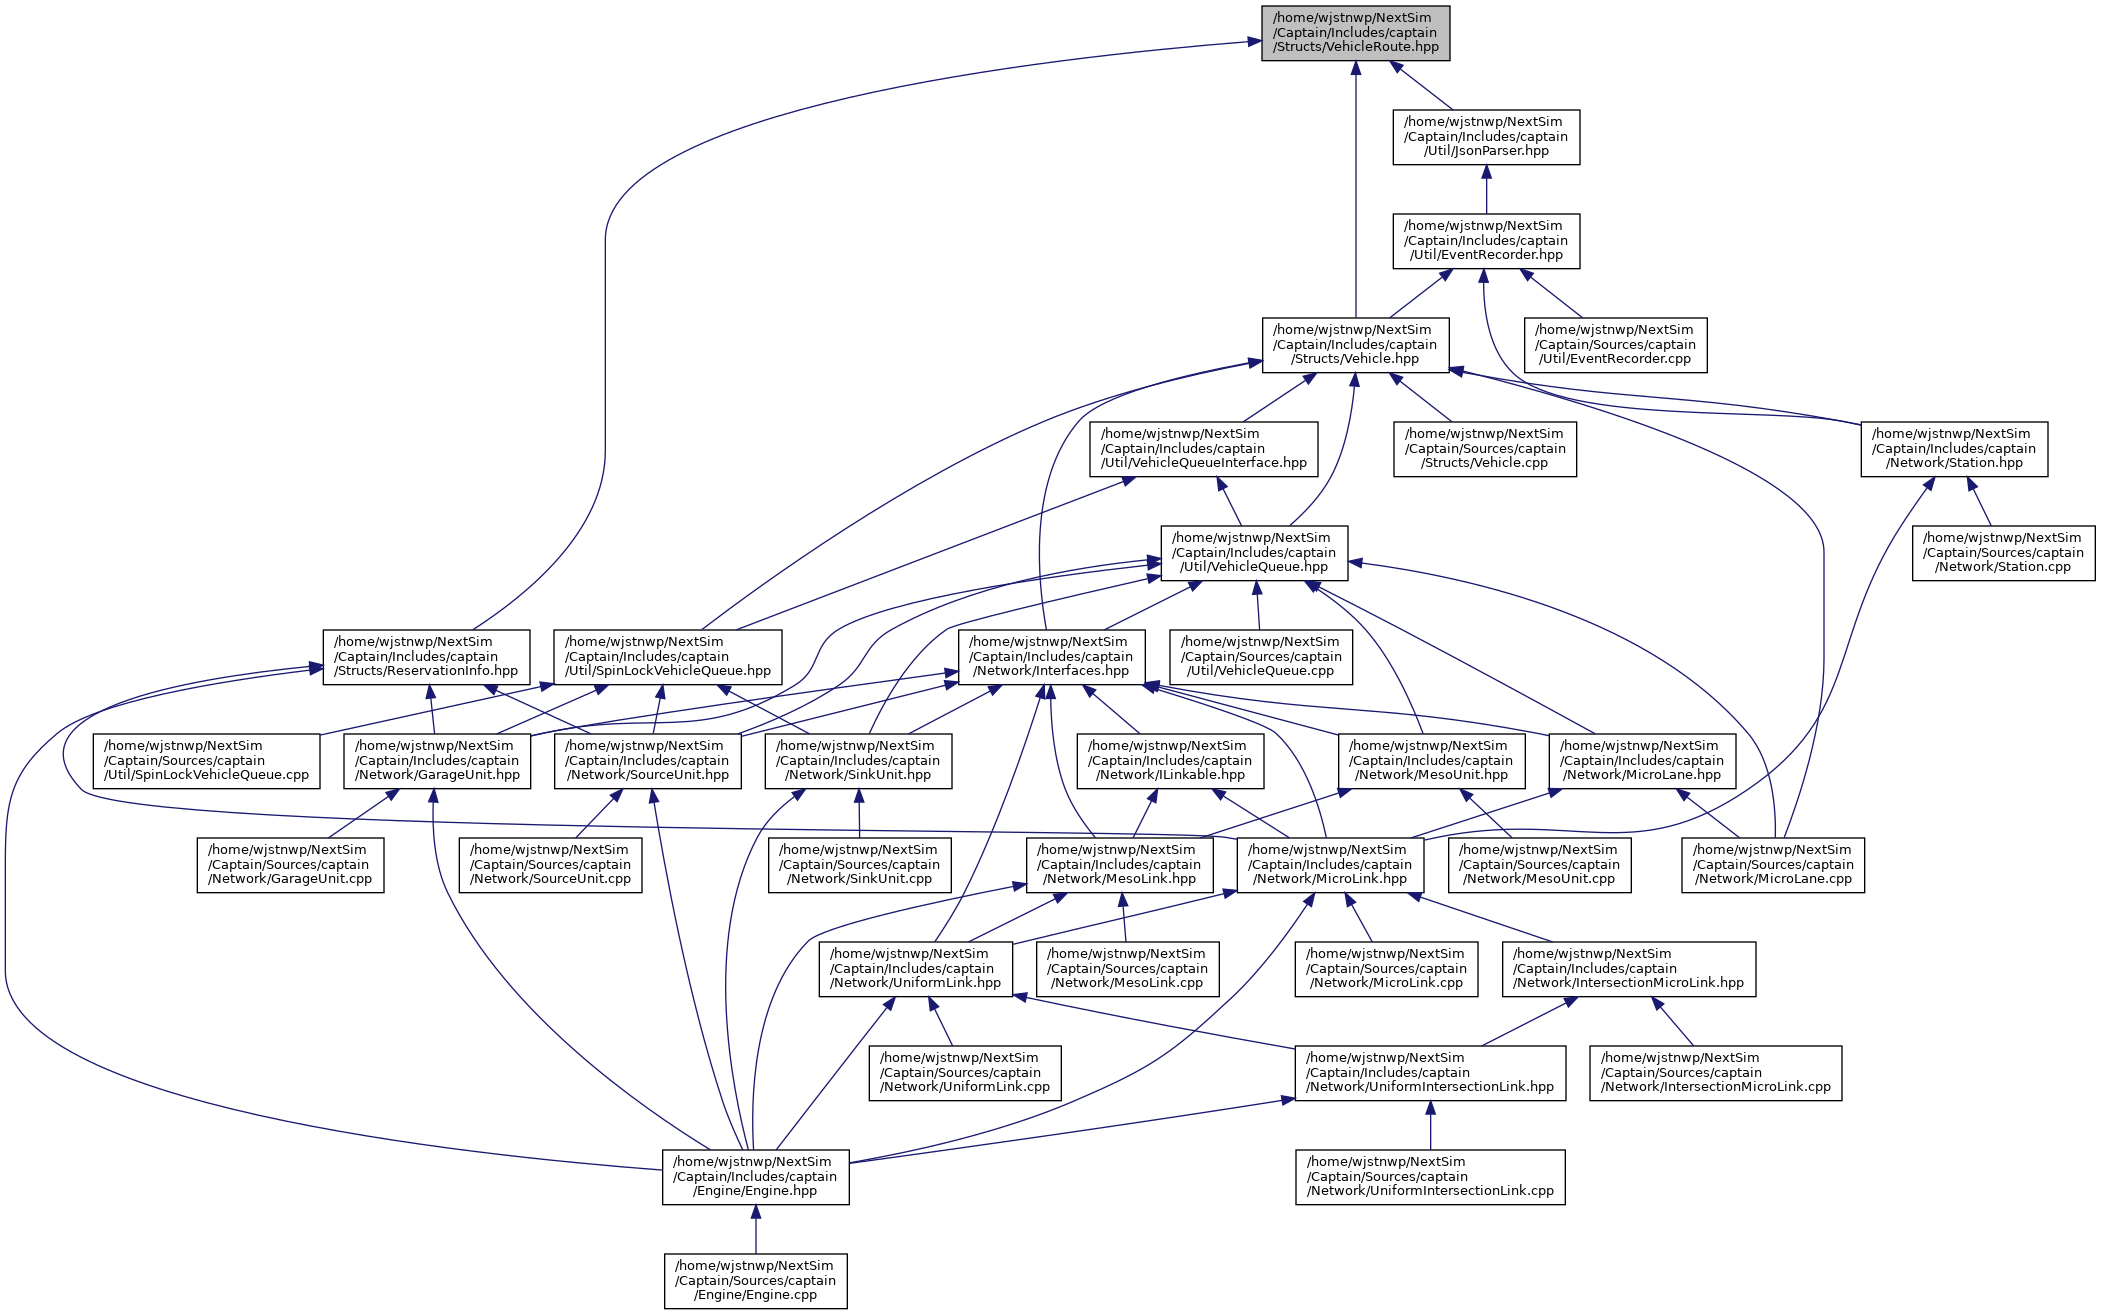 /home/wjstnwp/NextSim
/Captain/Includes/captain
/Structs/VehicleRoute.hpp
/home/wjstnwp/NextSim
/Captain/Includes/captain
/Util/JsonParser.hpp
/home/wjstnwp/NextSim
/Captain/Includes/captain
/Util/EventRecorder.hpp
/home/wjstnwp/NextSim
/Captain/Includes/captain
/Structs/Vehicle.hpp
/home/wjstnwp/NextSim
/Captain/Sources/captain
/Util/EventRecorder.cpp
/home/wjstnwp/NextSim
/Captain/Includes/captain
/Util/VehicleQueueInterface.hpp
/home/wjstnwp/NextSim
/Captain/Sources/captain
/Structs/Vehicle.cpp
/home/wjstnwp/NextSim
/Captain/Includes/captain
/Network/Station.hpp
/home/wjstnwp/NextSim
/Captain/Includes/captain
/Util/VehicleQueue.hpp
/home/wjstnwp/NextSim
/Captain/Sources/captain
/Network/Station.cpp
/home/wjstnwp/NextSim
/Captain/Includes/captain
/Structs/ReservationInfo.hpp
/home/wjstnwp/NextSim
/Captain/Includes/captain
/Util/SpinLockVehicleQueue.hpp
/home/wjstnwp/NextSim
/Captain/Includes/captain
/Network/Interfaces.hpp
/home/wjstnwp/NextSim
/Captain/Sources/captain
/Util/VehicleQueue.cpp
/home/wjstnwp/NextSim
/Captain/Sources/captain
/Util/SpinLockVehicleQueue.cpp
/home/wjstnwp/NextSim
/Captain/Includes/captain
/Network/GarageUnit.hpp
/home/wjstnwp/NextSim
/Captain/Includes/captain
/Network/SourceUnit.hpp
/home/wjstnwp/NextSim
/Captain/Includes/captain
/Network/SinkUnit.hpp
/home/wjstnwp/NextSim
/Captain/Includes/captain
/Network/ILinkable.hpp
/home/wjstnwp/NextSim
/Captain/Includes/captain
/Network/MesoUnit.hpp
/home/wjstnwp/NextSim
/Captain/Includes/captain
/Network/MicroLane.hpp
/home/wjstnwp/NextSim
/Captain/Sources/captain
/Network/GarageUnit.cpp
/home/wjstnwp/NextSim
/Captain/Sources/captain
/Network/SourceUnit.cpp
/home/wjstnwp/NextSim
/Captain/Sources/captain
/Network/SinkUnit.cpp
/home/wjstnwp/NextSim
/Captain/Includes/captain
/Network/MesoLink.hpp
/home/wjstnwp/NextSim
/Captain/Includes/captain
/Network/MicroLink.hpp
/home/wjstnwp/NextSim
/Captain/Sources/captain
/Network/MesoUnit.cpp
/home/wjstnwp/NextSim
/Captain/Sources/captain
/Network/MicroLane.cpp
/home/wjstnwp/NextSim
/Captain/Includes/captain
/Network/UniformLink.hpp
/home/wjstnwp/NextSim
/Captain/Sources/captain
/Network/MesoLink.cpp
/home/wjstnwp/NextSim
/Captain/Sources/captain
/Network/MicroLink.cpp
/home/wjstnwp/NextSim
/Captain/Includes/captain
/Network/IntersectionMicroLink.hpp
/home/wjstnwp/NextSim
/Captain/Sources/captain
/Network/UniformLink.cpp
/home/wjstnwp/NextSim
/Captain/Includes/captain
/Network/UniformIntersectionLink.hpp
/home/wjstnwp/NextSim
/Captain/Sources/captain
/Network/IntersectionMicroLink.cpp
/home/wjstnwp/NextSim
/Captain/Includes/captain
/Engine/Engine.hpp
/home/wjstnwp/NextSim
/Captain/Sources/captain
/Network/UniformIntersectionLink.cpp
/home/wjstnwp/NextSim
/Captain/Sources/captain
/Engine/Engine.cpp